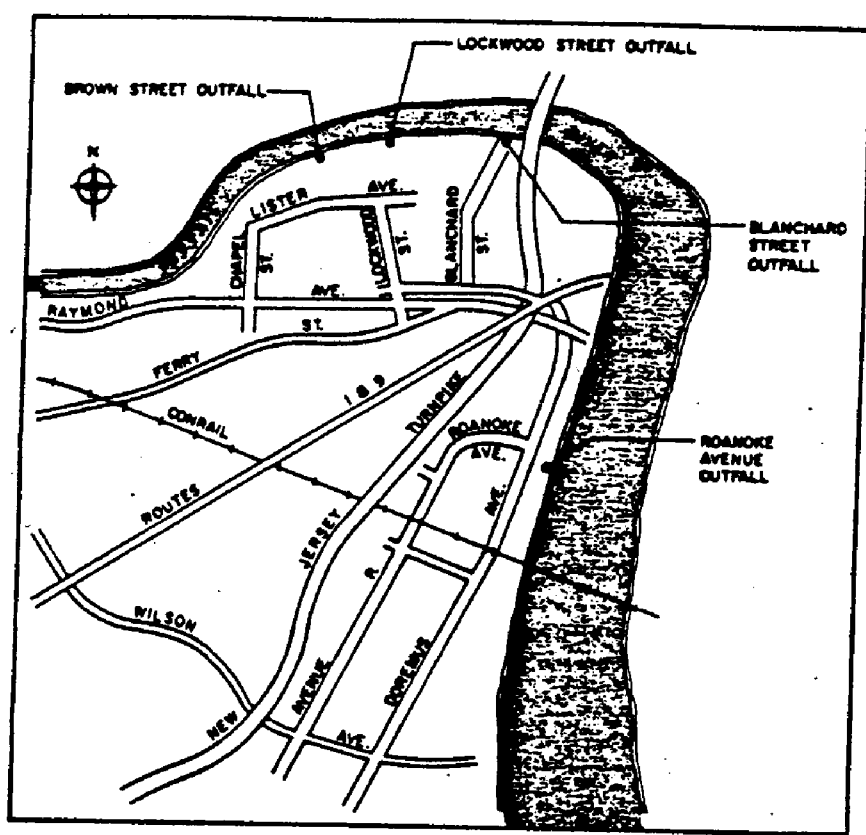 LOCKWOOD STREET OUTFALL
BROWN STREET OUTFALL
N
LISTER AVE.
CHAPEL ST.
LOCKWOOD ST.
BLANCHARD ST.
BLANCHARD
STREET
OUTFALL
RAYMOND AVE.
FERRY ST.
CONRAIL
ROUTES 1 & 9
NEW JERSEY TURNPIKE
ROANOKE
AVE.
ROANOKE
AVENUE
OUTFALL
WILSON AVE.
AVENUE R
DOREMUS AVE.